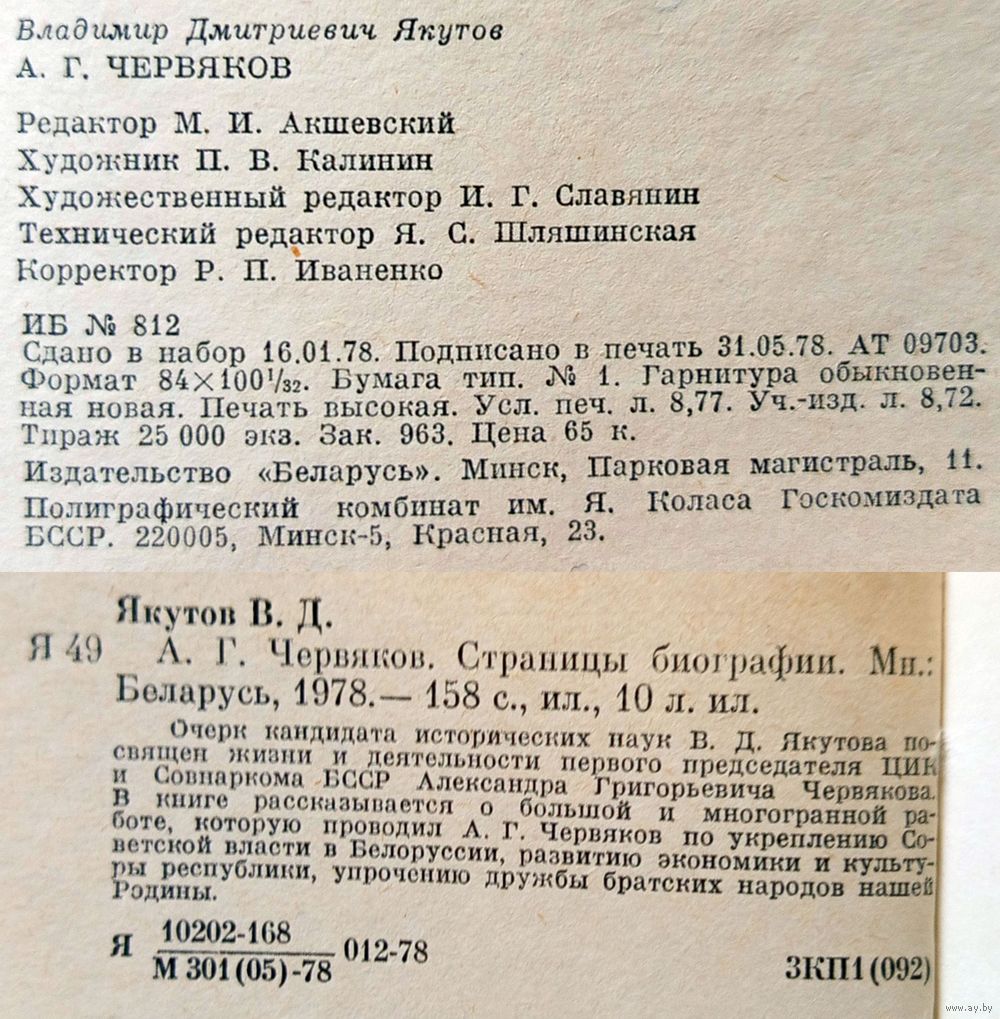 Владимир Дмитриевич Якутов
А. Г. ЧЕРВЯКОВ
Редактор М. И. Акшевский
Художник П. В. Калинин
Художественный редактор И. Г. Славянин
Технический редактор Я. С. Шляшинская
Корректор Р. П. Иваненко
ИБ № 812
Сдано в набор 16.01.78. Подписано в печать 31.05.78. АТ 09703.
Формат 84×100¹/₃₂. Бумага тип. № 1. Гарнитура обыкновен-
ная новая. Печать высокая. Усл. печ. л. 8,77. Уч.-изд. л. 8,72.
Тираж 25 000 экз. Зак. 963. Цена 65 к.
Издательство «Беларусь». Минск, Парковая магистраль, 11.
Полиграфический комбинат им. Я. Коласа Госкомиздата
БССР. 220005, Минск-5, Красная, 23.
Якутов В. Д.
Я 49 А. Г. Червяков. Страницы биографии. Мн.:
Беларусь, 1978.— 158 с., ил., 10 л. ил.
Очерк кандидата исторических наук В. Д. Якутова по-
священ жизни и деятельности первого председателя ЦИК
и Совнаркома БССР Александра Григорьевича Червякова.
В книге рассказывается о большой и многогранной ра-
боте, которую проводил А. Г. Червяков по укреплению Со-
ветской власти в Белоруссии, развитию экономики и культу-
ры республики, упрочению дружбы братских народов нашей
Родины.
Я 10202-168 012-78
М 301(05)-78
3КП1(092)
www.ay.by